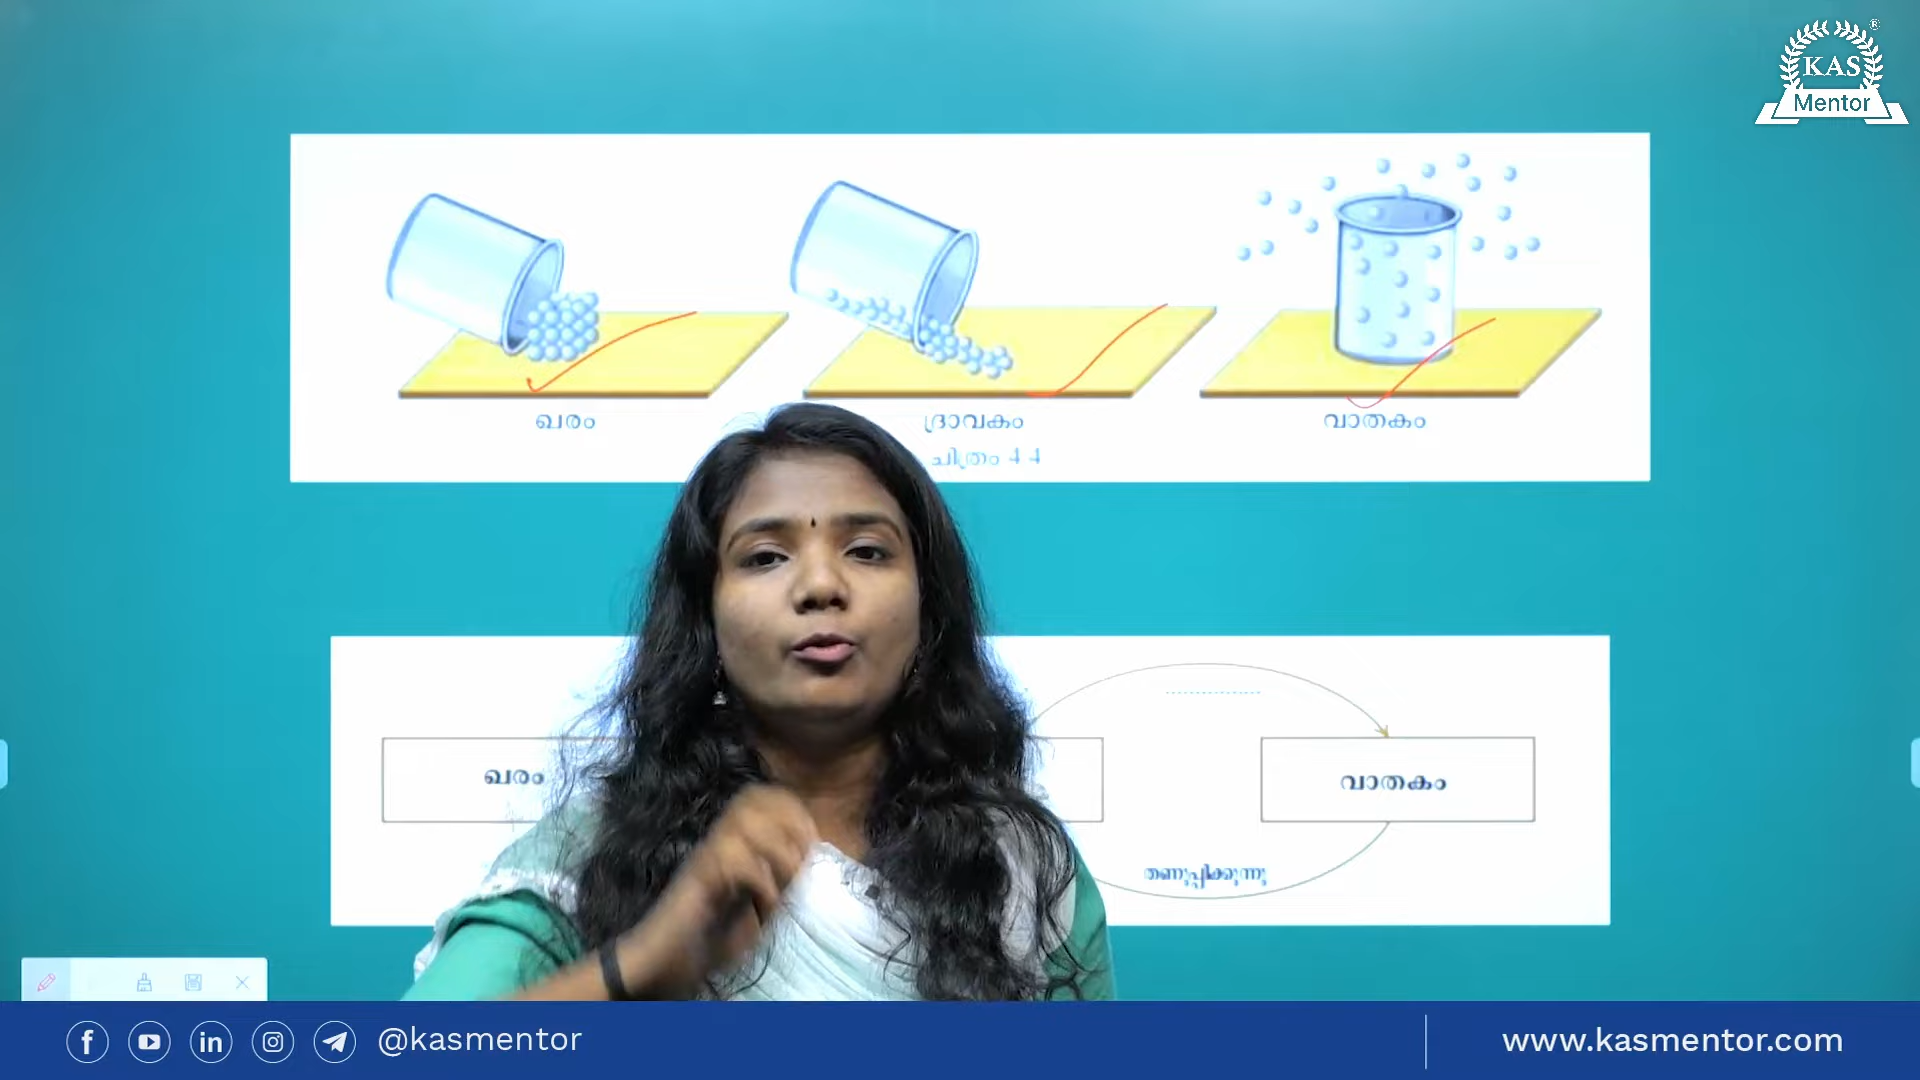 KAS
Mentor
®
ഖരം
ദ്രാവകം
വാതകം
ചിത്രം 4 4
ഖരം
വാതകം
തണുപ്പിക്കുന്നു
@kasmentor
www.kasmentor.com